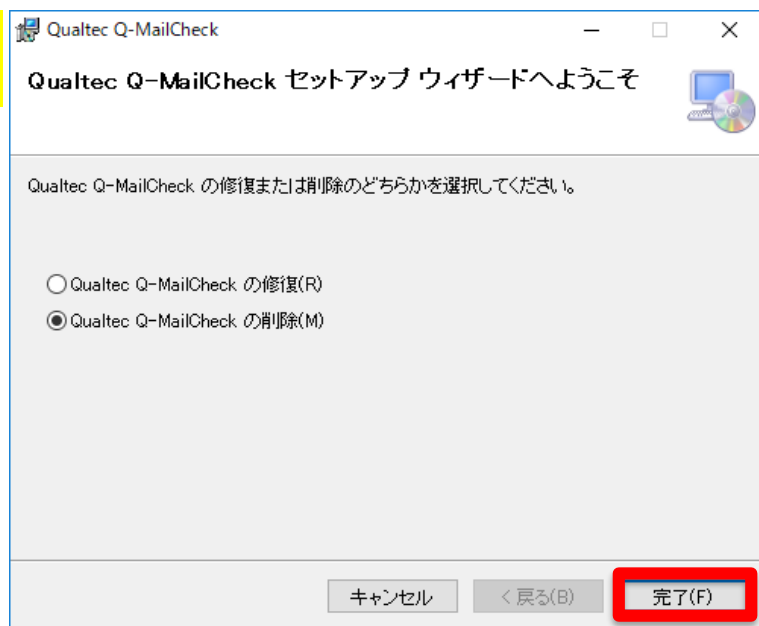 Qualtec Q-MailCheck
Qualtec Q-MailCheck セットアップ ウィザードへようこそ
Qualtec Q-MailCheck の修復または削除のどちらかを選択してください。
Qualtec Q-MailCheck の修復(R)
Qualtec Q-MailCheck の削除(M)
キャンセル
< 戻る(B)
完了(F)